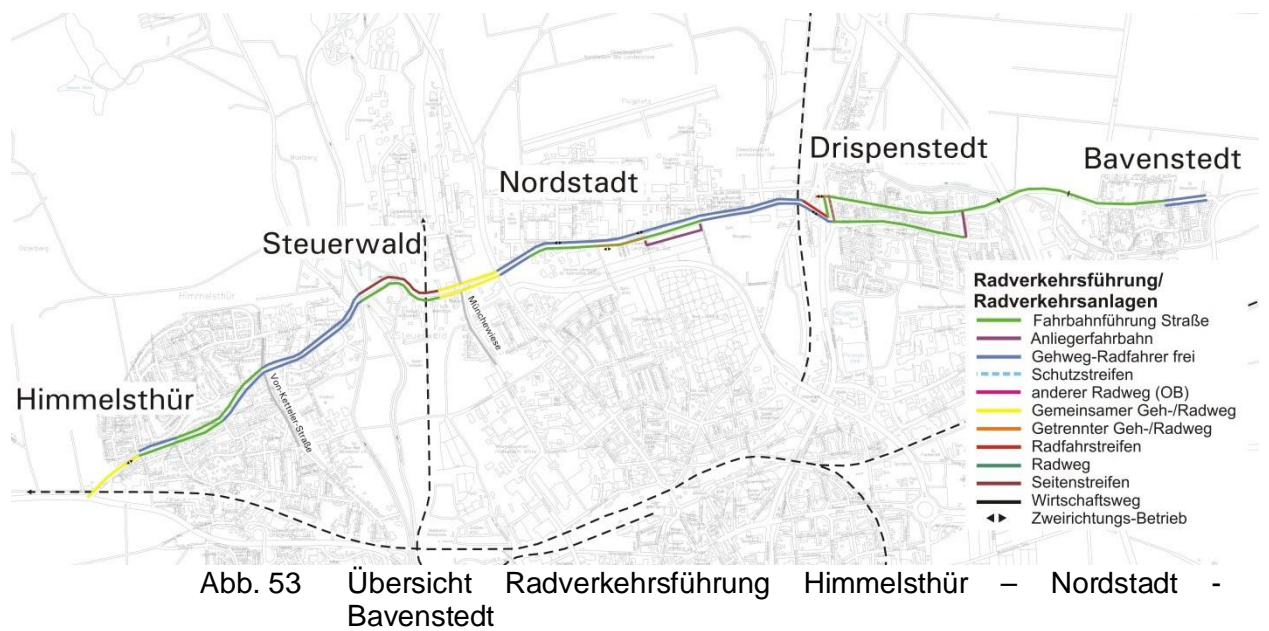 Drispenstedt
Bavenstedt
Nordstadt
Steuerwald
Himmelsthür
Himmelsthür
Münchewiese
Von-Ketteler-Straße
Radverkehrsführung/
Radverkehrsanlagen
Fahrbahnführung Straße
Anliegerfahrbahn
Gehweg-Radfahrer frei
Schutzstreifen
anderer Radweg (OB)
Gemeinsamer Geh-/Radweg
Getrennter Geh-/Radweg
Radfahrstreifen
Radweg
Seitenstreifen
Wirtschaftsweg
Zweirichtungs-Betrieb
Abb. 53 Übersicht Radverkehrsführung Himmelsthür – Nordstadt -
Bavenstedt